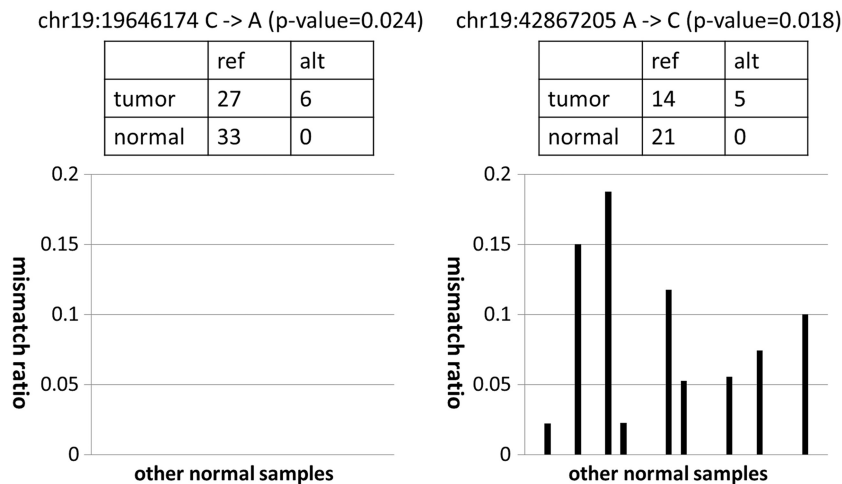 chr19:19646174 C -> A (p-value=0.024)
ref alt
tumor 27 6
normal 33 0
0.2
0.15
0.1
0.05
0
mismatch ratio
other normal samples
chr19:42867205 A -> C (p-value=0.018)
ref alt
tumor 14 5
normal 21 0
0.2
0.15
0.1
0.05
0
mismatch ratio
other normal samples